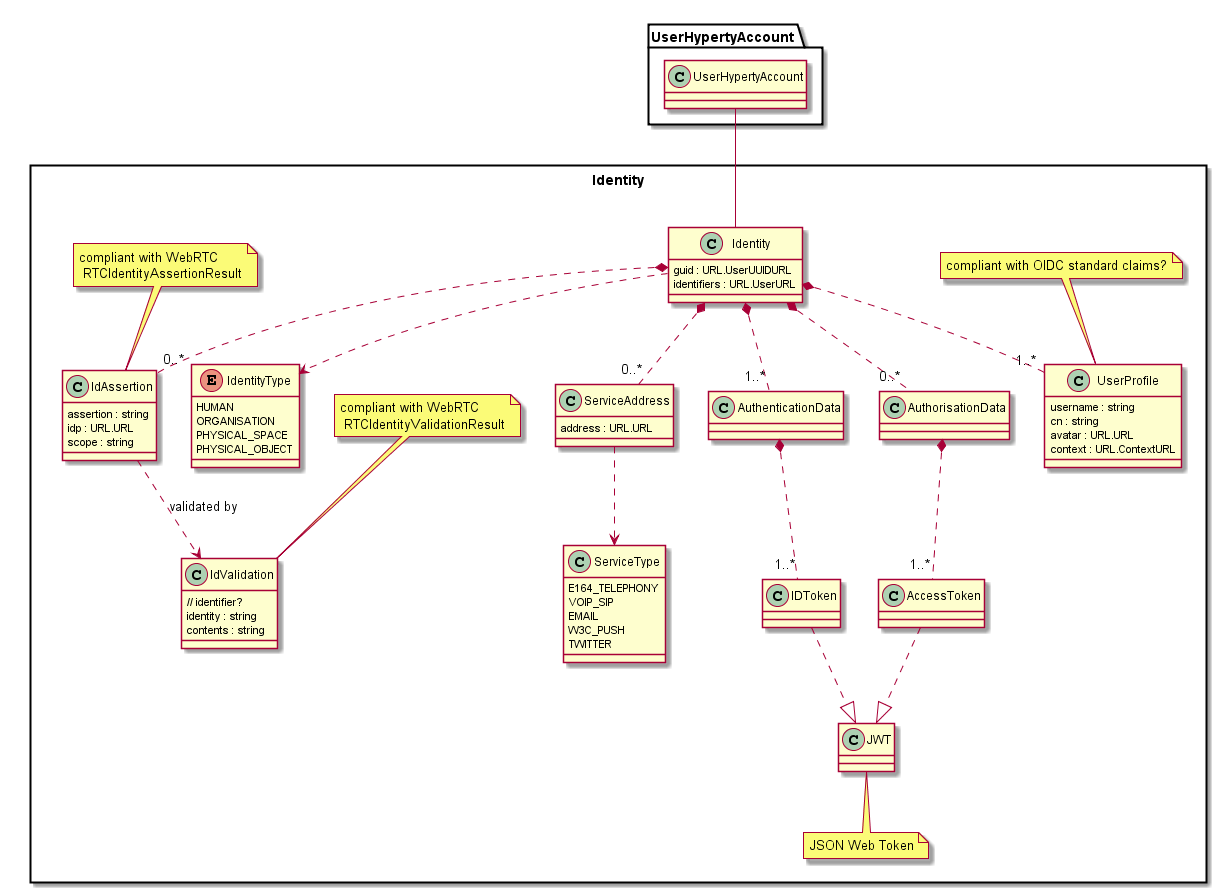 UserHypertyAccount
C UserHypertyAccount
Identity
C Identity
guid : URL.UserUUIDURL
identifiers : URL.UserURL
compliant with WebRTC
RTCIdentityAssertionResult
compliant with OIDC standard claims?
0..*
C IdAssertion
assertion : string
idp : URL.URL
scope : string
E IdentityType
HUMAN
ORGANISATION
PHYSICAL_SPACE
PHYSICAL_OBJECT
compliant with WebRTC
RTCIdentityValidationResult
0..*
C ServiceAddress
address : URL.URL
1..*
C AuthenticationData
0..*
C AuthorisationData
1..*
C UserProfile
username : string
cn : string
avatar : URL.URL
context : URL.ContextURL
validated by
C IdValidation
// identifier?
identity : string
contents : string
C ServiceType
E164_TELEPHONY
VOIP_SIP
EMAIL
W3C_PUSH
TWITTER
1..*
C IDToken
1..*
C AccessToken
C JWT
JSON Web Token